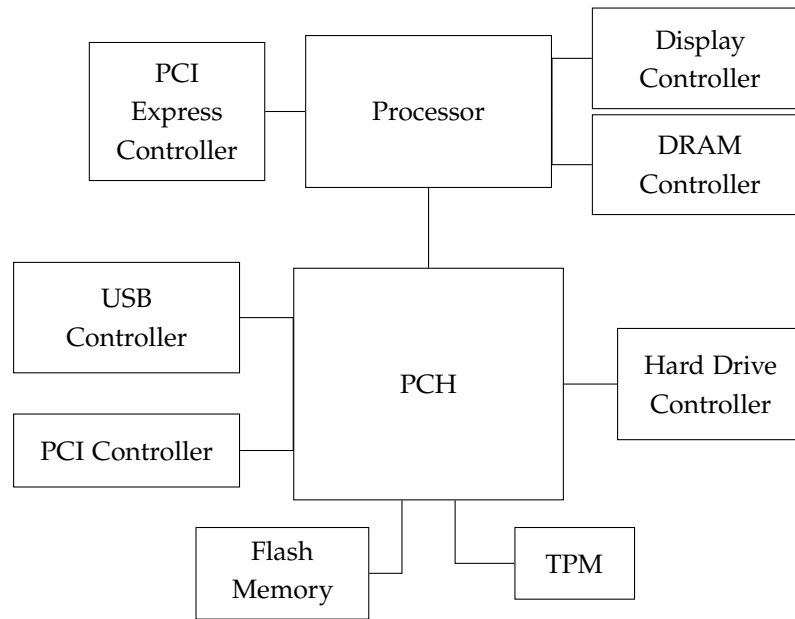 PCI
Express
Controller
Processor
Display
Controller
DRAM
Controller
USB
Controller
PCH
Hard Drive
Controller
PCI Controller
Flash
Memory
TPM